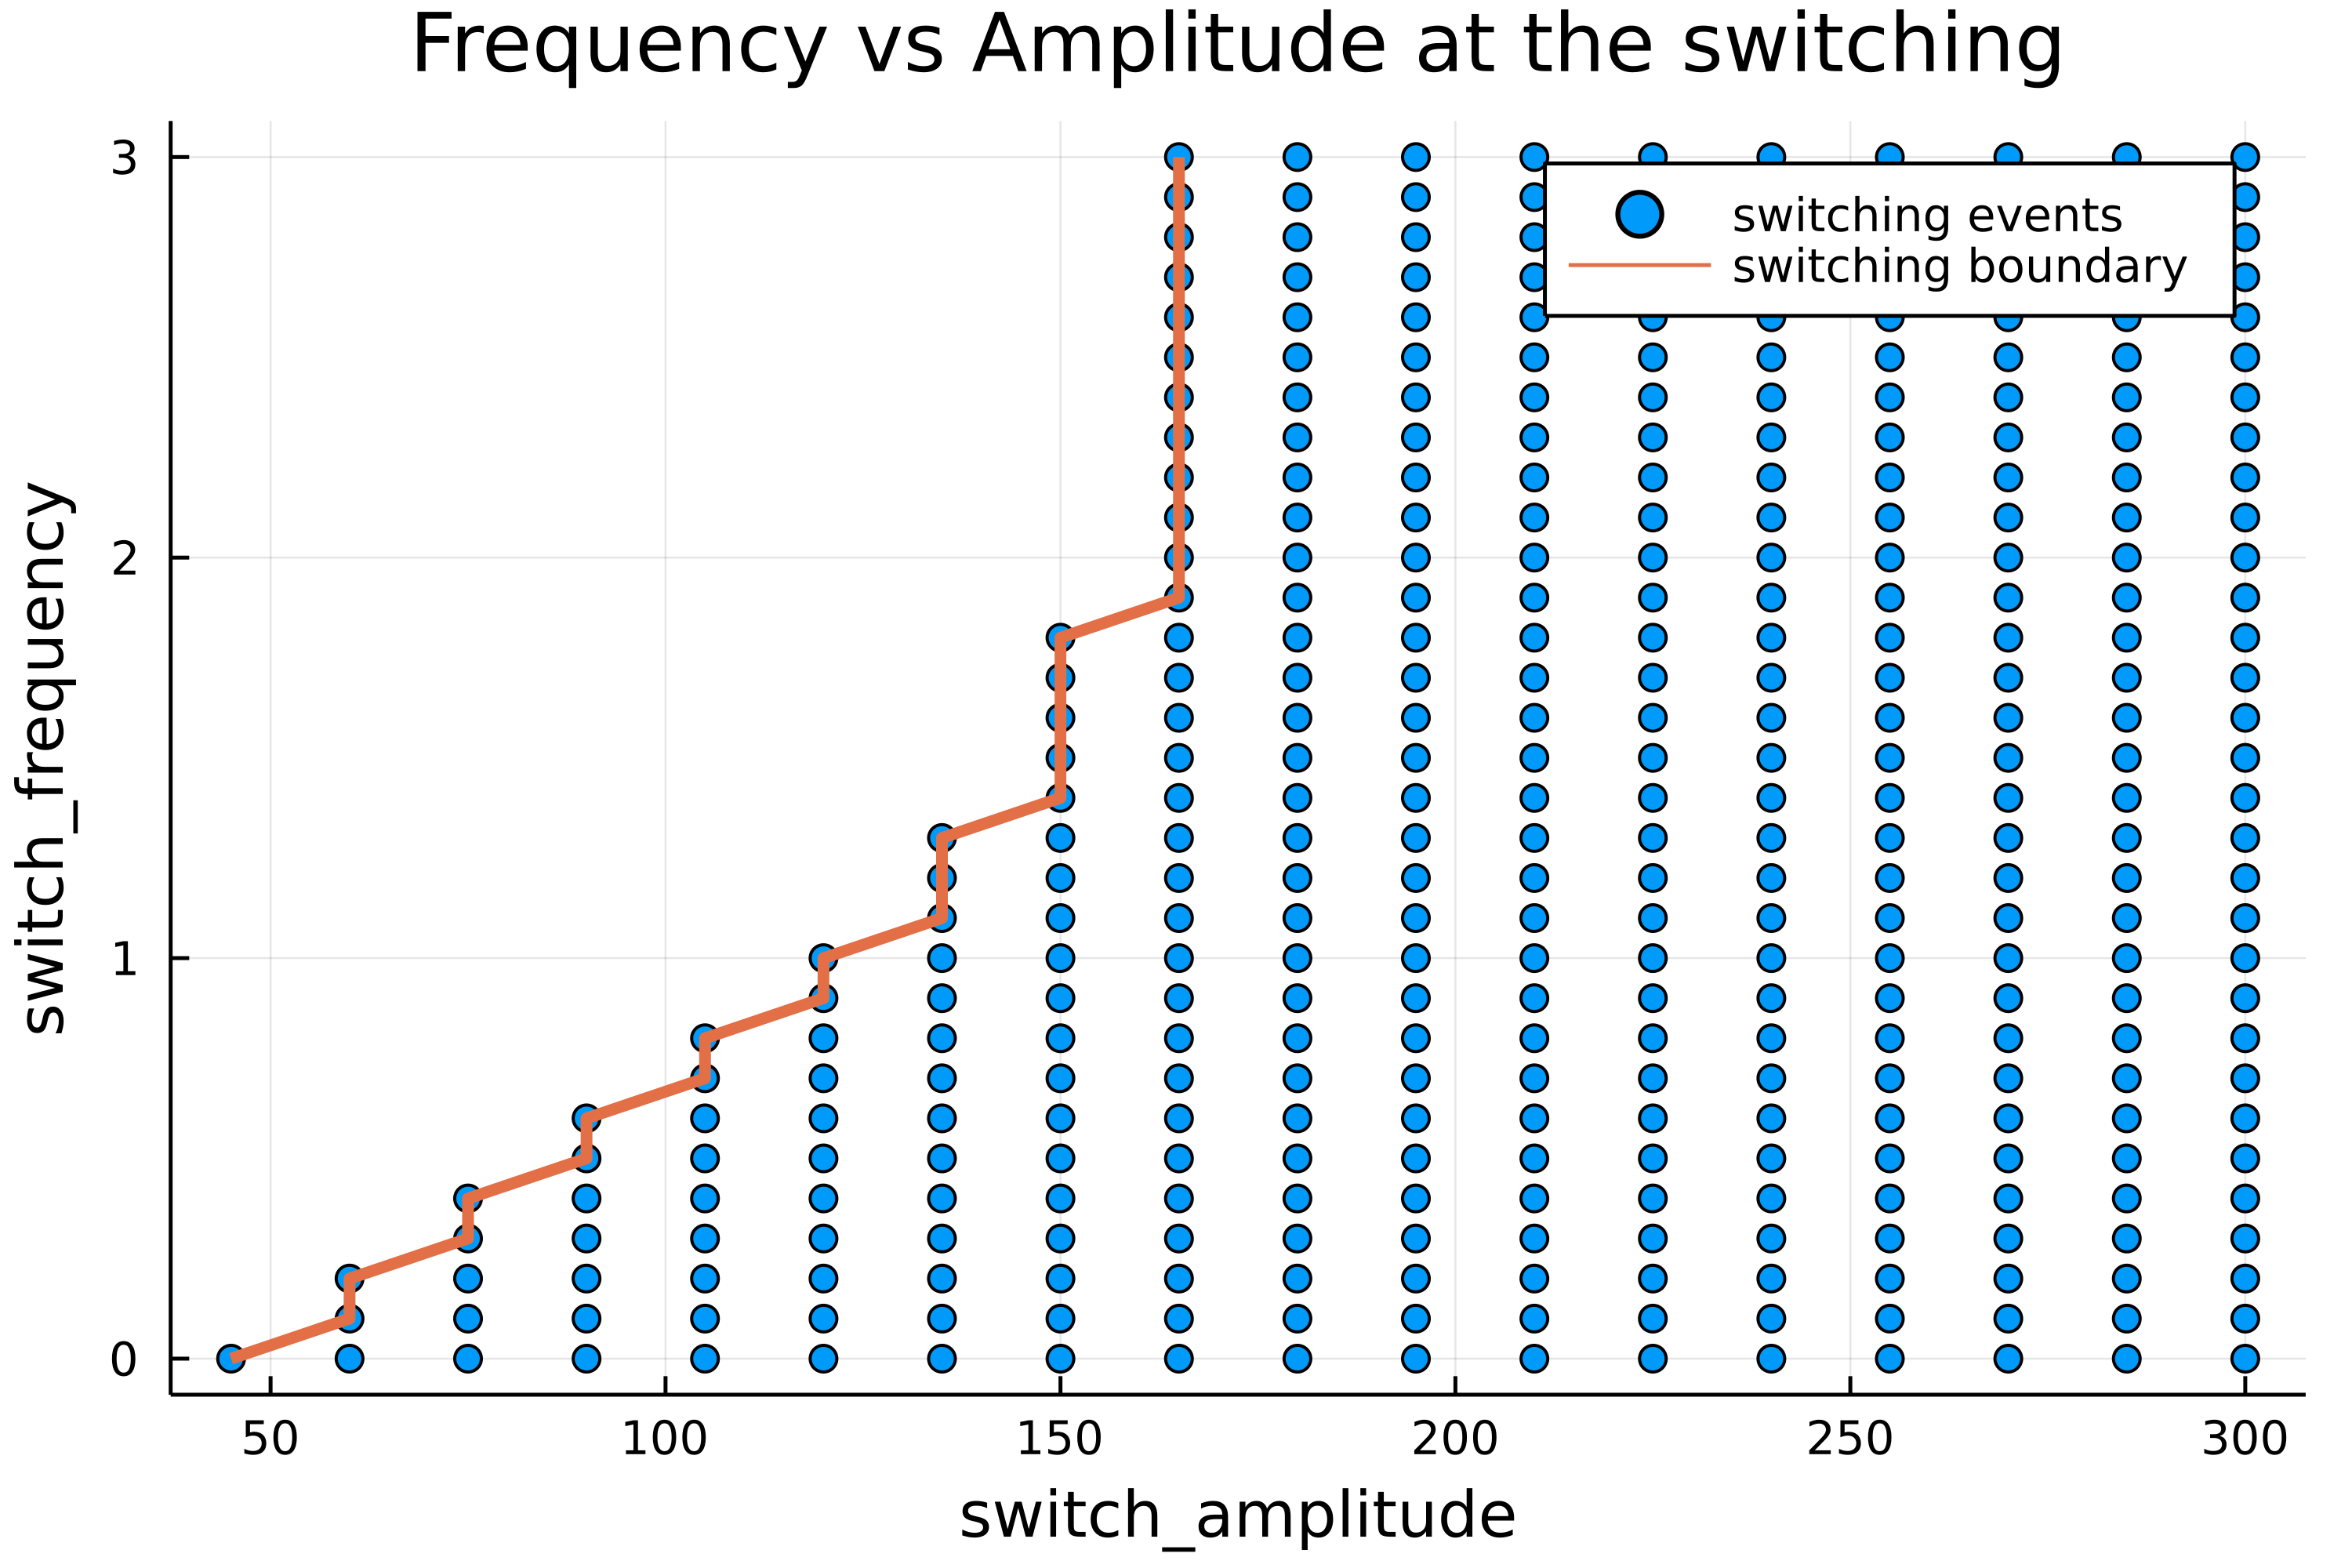 Frequency vs Amplitude at the switching
switching events
switching boundary
switch_frequency
3
2
1
0
50 100 150 200 250 300
switch_amplitude